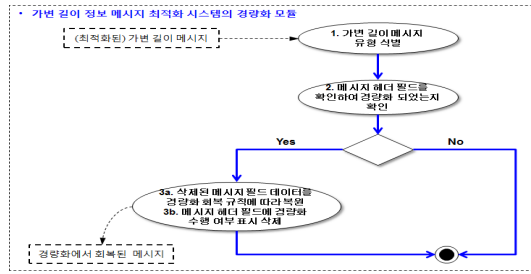 • 가변 길이 정보 메시지 최적화 시스템의 경량화 모듈
(최적화된) 가변 길이 메시지
1. 가변 길이 메시지
유형 식별
2. 메시지 헤더 필드를
확인하여 경량화 되었는지
확인
Yes
No
3a. 삭제된 메시지 필드 데이터를
경량화 회복 규칙에 따라 복원
3b. 메시지 헤더 필드에 경량화
수행 여부 표시 삭제
경량화에서 회복된 메시지